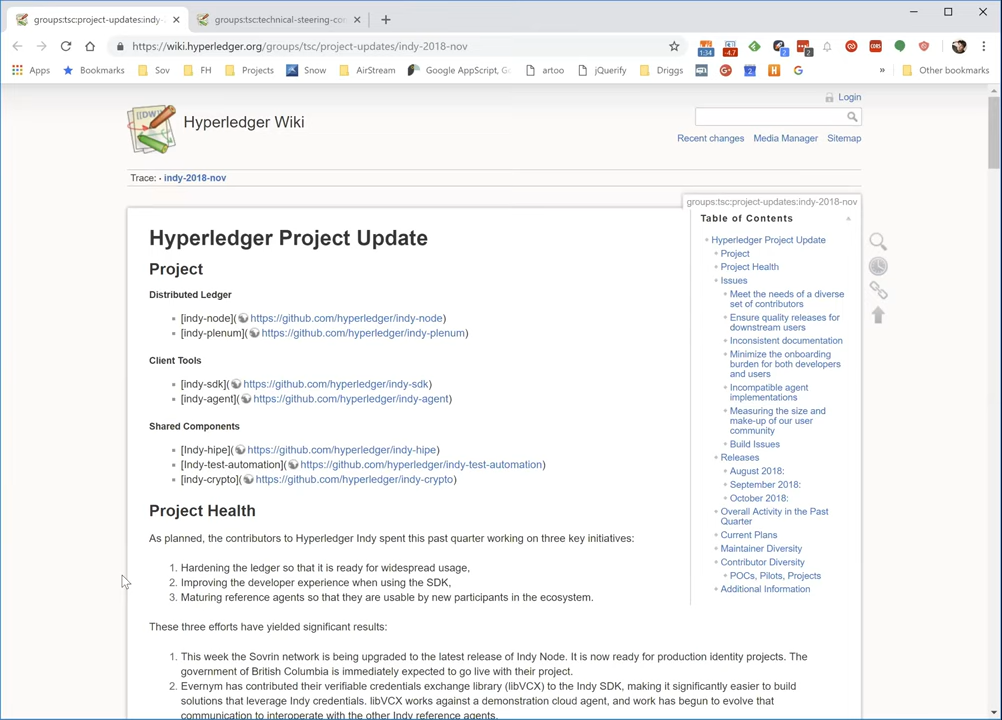 groups:tsc:project-updates:indy-
groups:tsc:technical-steering-co
https://wiki.hyperledger.org/groups/tsc/project-updates/indy-2018-nov
1:34
-4.7
2
2
Apps
Bookmarks
Sov
FH
Projects
Snow
AirStream
Google AppScript, G
artoo
jQuerify
Driggs
»
Other bookmarks
Login
Hyperledger Wiki
Recent changes Media Manager Sitemap
Trace: • indy-2018-nov
groups:tsc:project-updates:indy-2018-nov
Hyperledger Project Update
Project
Distributed Ledger
[indy-node](https://github.com/hyperledger/indy-node)
[indy-plenum](https://github.com/hyperledger/indy-plenum)
Client Tools
[indy-sdk](https://github.com/hyperledger/indy-sdk)
[indy-agent](https://github.com/hyperledger/indy-agent)
Shared Components
[Indy-hipe](https://github.com/hyperledger/indy-hipe)
[Indy-test-automation](https://github.com/hyperledger/indy-test-automation)
[indy-crypto](https://github.com/hyperledger/indy-crypto)
Project Health
As planned, the contributors to Hyperledger Indy spent this past quarter working on three key initiatives:
1. Hardening the ledger so that it is ready for widespread usage,
2. Improving the developer experience when using the SDK,
3. Maturing reference agents so that they are usable by new participants in the ecosystem.
These three efforts have yielded significant results:
1. This week the Sovrin network is being upgraded to the latest release of Indy Node. It is now ready for production identity projects. The
government of British Columbia is immediately expected to go live with their project.
2. Evernym has contributed their verifiable credentials exchange library (libVCX) to the Indy SDK, making it significantly easier to build
solutions that leverage Indy credentials. libVCX works against a demonstration cloud agent, and work has begun to evolve that
communication to interoperate with the other Indy reference agents.
Table of Contents
Hyperledger Project Update
Project
Project Health
Issues
Meet the needs of a diverse
set of contributors
Ensure quality releases for
downstream users
Inconsistent documentation
Minimize the onboarding
burden for both developers
and users
Incompatible agent
implementations
Measuring the size and
make-up of our user
community
Build Issues
Releases
August 2018:
September 2018:
October 2018:
Overall Activity in the Past
Quarter
Current Plans
Maintainer Diversity
Contributor Diversity
POCs, Pilots, Projects
Additional Information